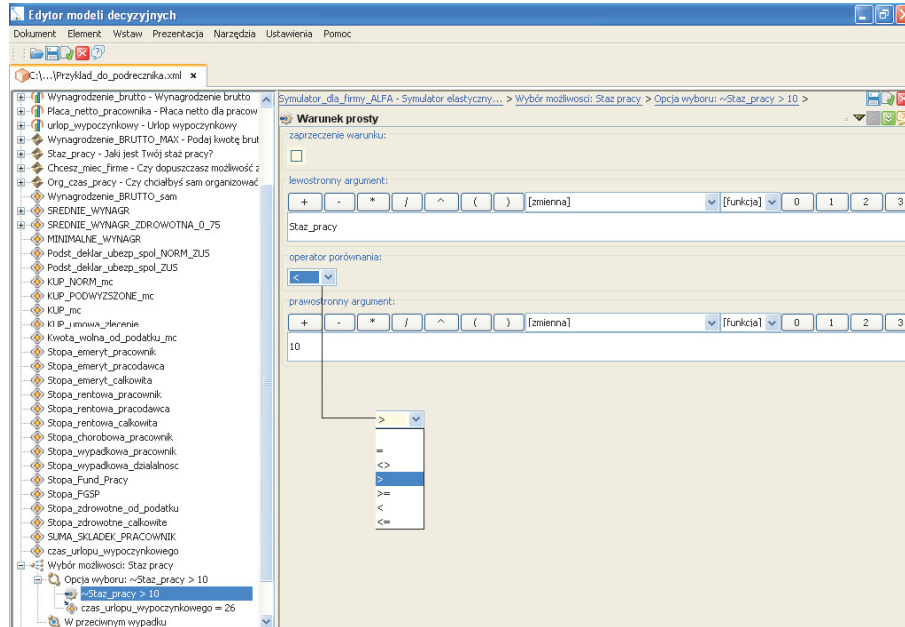 Edytor modeli decyzyjnych
Dokument Element Wstaw Prezentacja Narzędzia Ustawienia Pomoc
C:\...\Przyklad_do_podrecznika.xml ×
Wynagrodzenie_brutto - Wynagrodzenie brutto
Placa_netto_pracownika - Płaca netto dla pracow
urlop_wypoczynkowy - Urlop wypoczynkowy
Wynagrodzenie_BRUTTO_MAX - Podaj kwotę brut
Staz_pracy - Jaki jest Twój staż pracy?
Chcesz_miec_firme - Czy dopuszczasz możliwość z
Org_czas_pracy - Czy chciałbyś sam organizować
Wynagrodzenie_BRUTTO_sam
SREDNIE_WYNAGR
SREDNIE_WYNAGR_ZDROWOTNA_0_75
MINIMALNE_WYNAGR
Podst_deklar_ubezp_spol_NORM_ZUS
Podst_deklar_ubezp_spol_ZUS
KUP_NORM_mc
KUP_PODWYZSZONE_mc
KUP_mc
KUP_umowa_zlecenie
Kwota_wolna_od_podatku_mc
Stopa_emeryt_pracownik
Stopa_emeryt_pracodawca
Stopa_emeryt_calkowita
Stopa_rentowa_pracownik
Stopa_rentowa_pracodawca
Stopa_rentowa_calkowita
Stopa_chorobowa_pracownik
Stopa_wypadkowa_pracownik
Stopa_wypadkowa_dzialalnosc
Stopa_Fund_Pracy
Stopa_FGSP
Stopa_zdrowotne_od_podatku
Stopa_zdrowotne_calkowite
SUMA_SKLADEK_PRACOWNIK
czas_urlopu_wypoczynkowego
Wybór możliwosci: Staz pracy
Opcja wyboru: ~Staz_pracy > 10
~Staz_pracy > 10
czas_urlopu_wypoczynkowego = 26
W przeciwnym wypadku
Symulator_dla_firmy_ALFA - Symulator elastyczny... > Wybór możliwosci: Staz pracy > Opcja wyboru: ~Staz_pracy > 10 >
Warunek prosty
zaprzeczenie warunku:
lewostronny argument:
+ - * / ^ ( ) [zmienna] [funkcja] 0 1 2 3
Staz_pracy
operator porównania:
<
prawostronny argument:
+ - * / ^ ( ) [zmienna] [funkcja] 0 1 2 3
10
>
=
<>
>
>=
<
<=